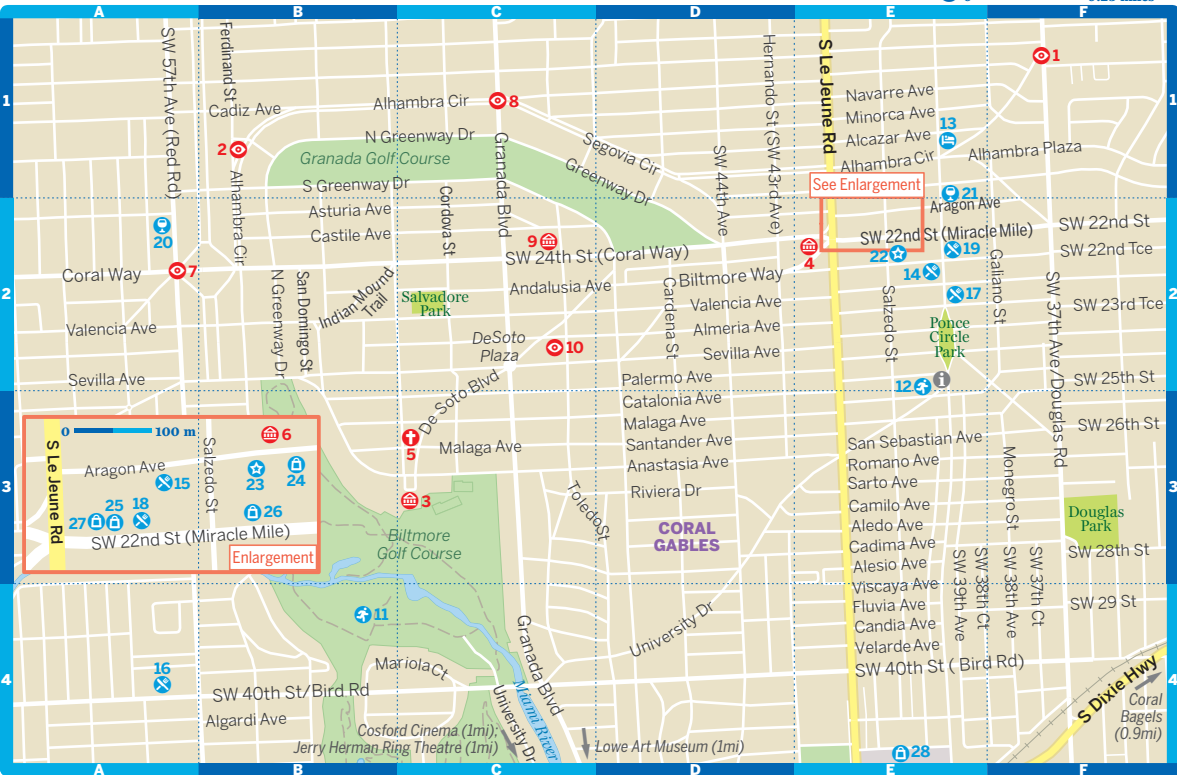 A
B
C
D
E
F
1
1
2
2
3
3
4
4
SW 57th Ave (Red Rd)
Ferdinand St
Cadiz Ave
Alhambra Cir
8
2
N Greenway Dr
Granada Golf Course
S Greenway Dr
Segovia Cir
Greenway Dr
Hernando St (SW 43rd Ave)
S Le Jeune Rd
1
Navarre Ave
Minorca Ave
13
Alcazar Ave
Alhambra Cir
Alhambra Plaza
See Enlargement
21
Aragon Ave
SW 22nd St (Miracle Mile)
SW 22nd St
SW 22nd Tce
19
22
14
17
4
20
7
Coral Way
Alhambra Cir
Asturia Ave
Castile Ave
Cordova St
Granada Blvd
SW 44th Ave
9
SW 24th St (Coral Way)
Biltmore Way
Andalusia Ave
Valencia Ave
Almeria Ave
Sevilla Ave
Cardena St
Salzedo St
Galiano St
SW 37th Ave/Douglas Rd
SW 23rd Tce
Valencia Ave
Sevilla Ave
N Greenway Dr
San Domingo St
Indian Mound
Trail
Salvadore
Park
DeSoto
Plaza
10
Ponce
Circle
Park
12
i
SW 25th St
De Soto Blvd
Palermo Ave
Catalonia Ave
Malaga Ave
Santander Ave
Anastasia Ave
Riviera Dr
SW 26th St
5
Malaga Ave
3
Toledo St
CORAL
GABLES
San Sebastian Ave
Romano Ave
Sarto Ave
Camilo Ave
Aledo Ave
Cadima Ave
Alesio Ave
Viscaya Ave
Fluvia Ave
Candia Ave
Velarde Ave
Monegro St
Douglas
Park
SW 28th St
SW 29 St
SW 39th Ave
SW 38th Ct
SW 38th Ave
SW 37th Ct
0
100 m
S Le Jeune Rd
Aragon Ave
Salzedo St
6
15
23
24
27
25
18
26
SW 22nd St (Miracle Mile)
Enlargement
Biltmore
Golf Course
11
16
Mariola Ct
SW 40th St/Bird Rd
Algardi Ave
University Dr
Granada Blvd
Miami River
University Dr
SW 40th St ( Bird Rd)
S Dixie Hwy
Coral
Bagels
(0.9mi)
Cosford Cinema (1mi);
Jerry Herman Ring Theatre (1mi)
Lowe Art Museum (1mi)
28
A
B
C
D
E
F